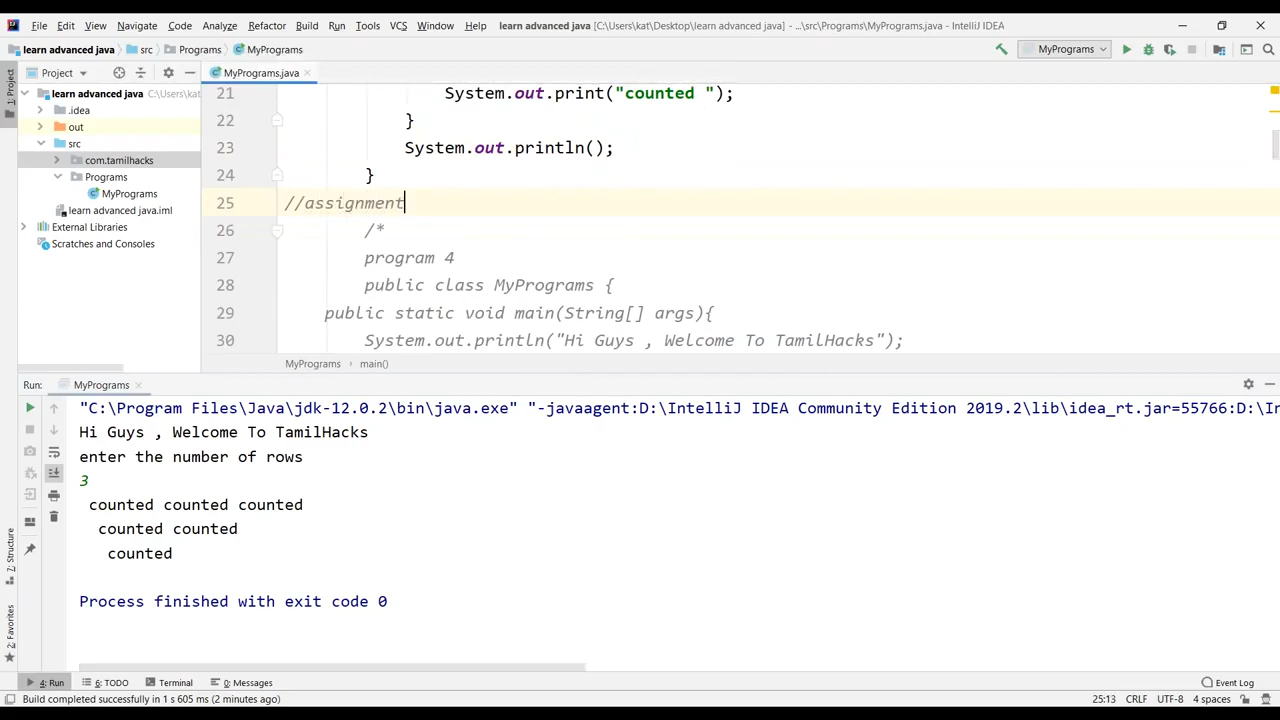 File Edit View Navigate Code Analyze Refactor Build Run Tools VCS Window Help learn advanced java [C:\Users\kat\Desktop\learn advanced java] - ...\src\Programs\MyPrograms.java - IntelliJ IDEA
learn advanced java src Programs MyPrograms MyPrograms
1: Project
Project MyPrograms.java
learn advanced java C:\Users\kat
.idea
out
src
com.tamilhacks
Programs
MyPrograms
learn advanced java.iml
External Libraries
Scratches and Consoles
21 System.out.print("counted ");
22 }
23 System.out.println();
24 }
25 //assignment
26 /*
27 program 4
28 public class MyPrograms {
29 public static void main(String[] args){
30 System.out.println("Hi Guys , Welcome To TamilHacks");
MyPrograms main()
Run: MyPrograms
"C:\Program Files\Java\jdk-12.0.2\bin\java.exe" "-javaagent:D:\IntelliJ IDEA Community Edition 2019.2\lib\idea_rt.jar=55766:D:\In
Hi Guys , Welcome To TamilHacks
enter the number of rows
3
counted counted counted
counted counted
counted
Process finished with exit code 0
7: Structure
2: Favorites
4: Run 6: TODO Terminal 0: Messages Event Log
Build completed successfully in 1 s 605 ms (2 minutes ago) 25:13 CRLF UTF-8 4 spaces